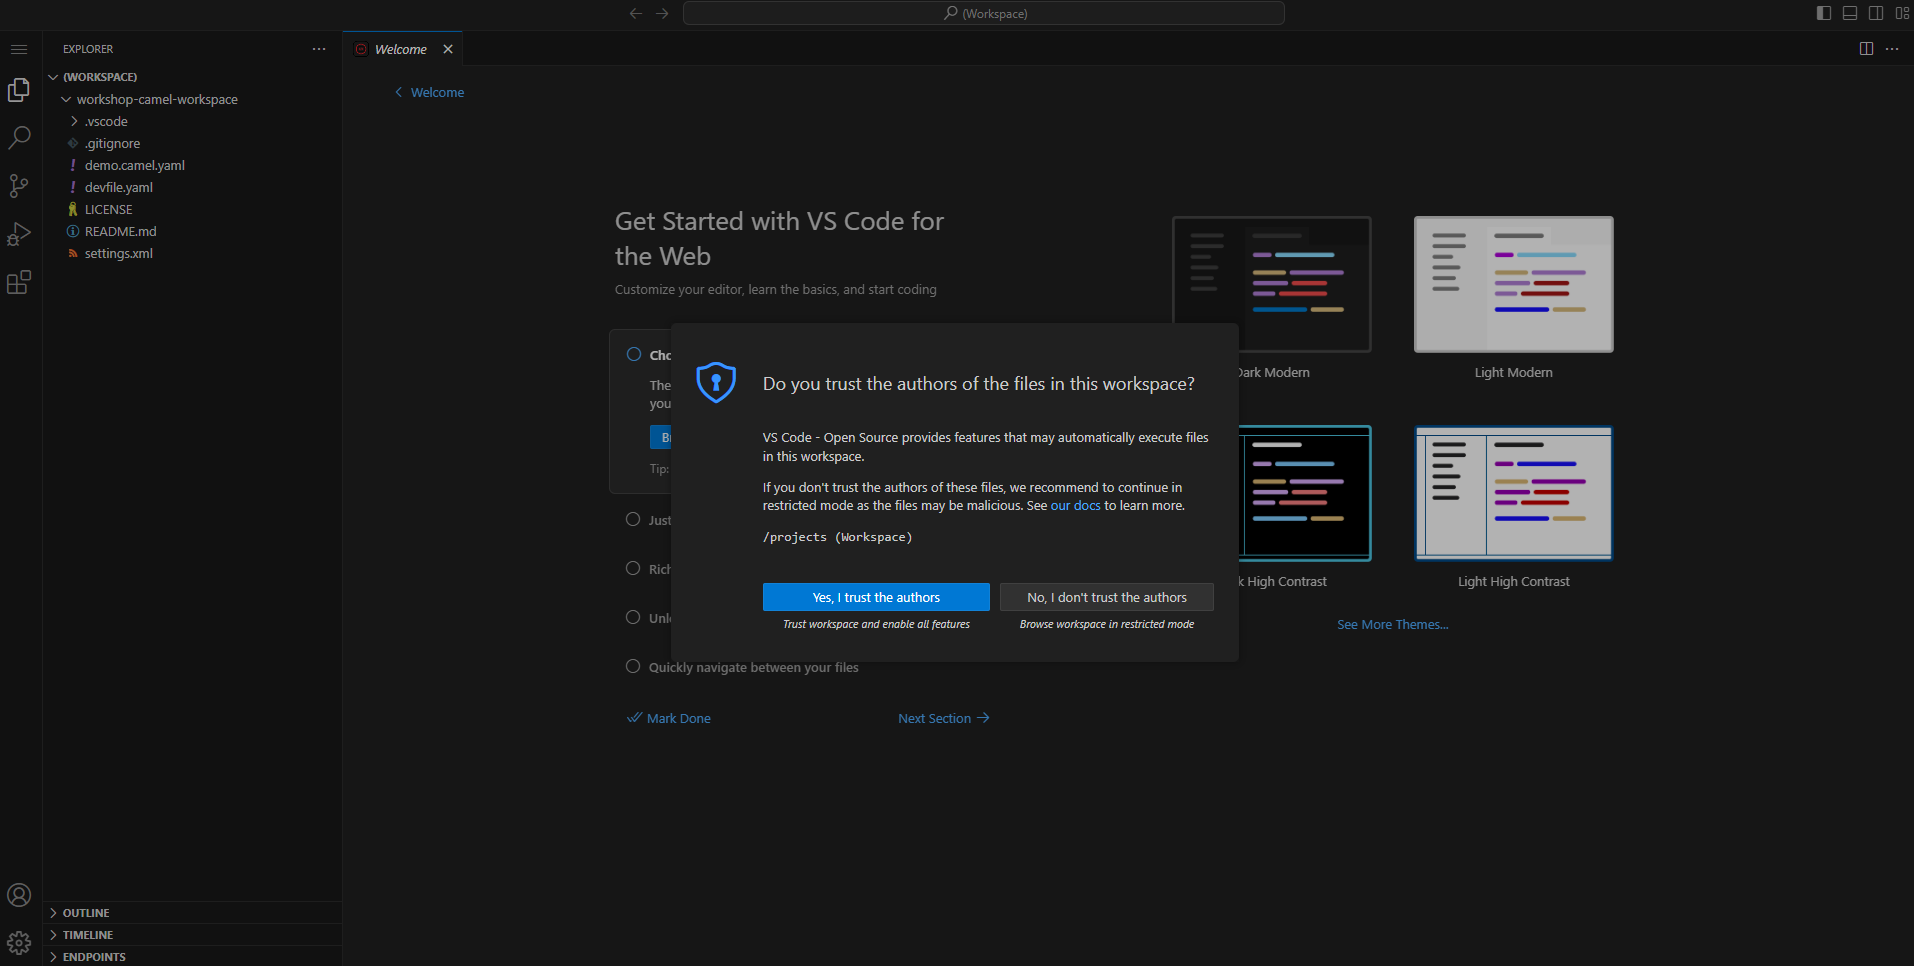 (Workspace)
EXPLORER
Welcome
(WORKSPACE)
workshop-camel-workspace
.vscode
.gitignore
demo.camel.yaml
devfile.yaml
LICENSE
README.md
settings.xml
OUTLINE
TIMELINE
ENDPOINTS
Welcome
Get Started with VS Code for
the Web
Customize your editor, learn the basics, and start coding
The
you
Tip:
Just
Quickly navigate between your files
Mark Done
Next Section
Do you trust the authors of the files in this workspace?
VS Code - Open Source provides features that may automatically execute files
in this workspace.
If you don't trust the authors of these files, we recommend to continue in
restricted mode as the files may be malicious. See our docs to learn more.
/projects (Workspace)
Yes, I trust the authors
No, I don't trust the authors
Trust workspace and enable all features
Browse workspace in restricted mode
Dark Modern
Light Modern
High Contrast
Light High Contrast
See More Themes...